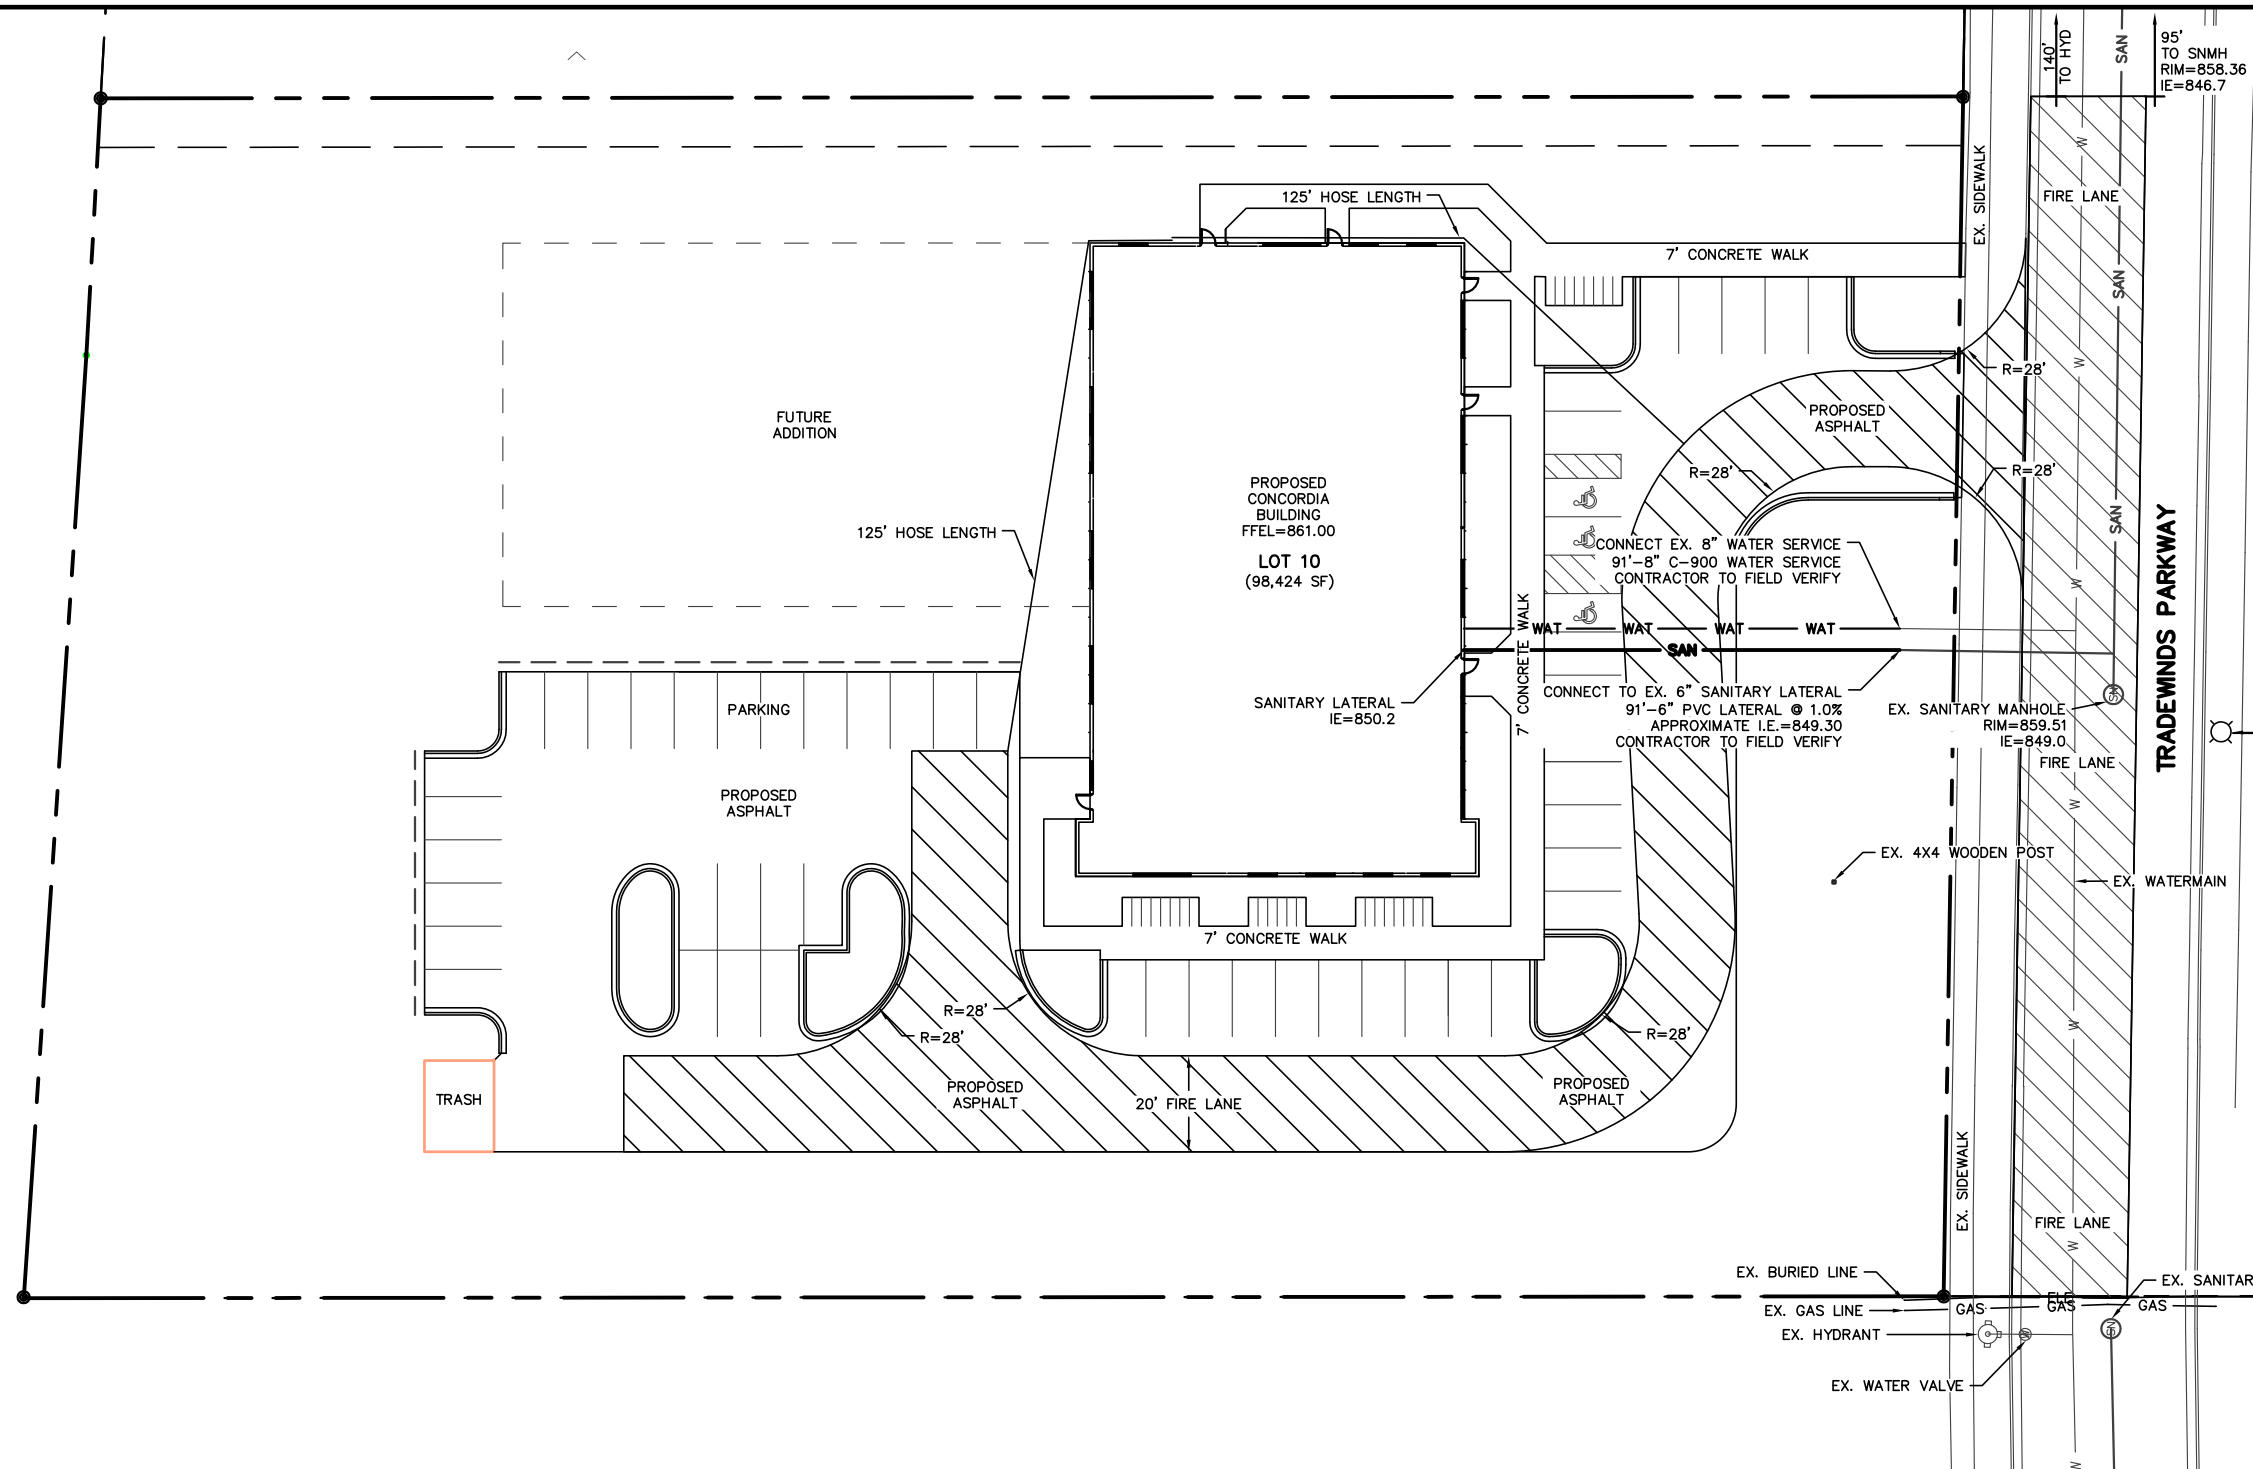 140'
TO HYD
SAN
95'
TO SNMH
RIM=858.36
IE=846.7
W
EX. SIDEWALK
FIRE LANE
125' HOSE LENGTH
7' CONCRETE WALK
SAN
W
R=28'
FUTURE
ADDITION
PROPOSED
ASPHALT
R=28'
R=28'
PROPOSED
CONCORDIA
BUILDING
FFEL=861.00
LOT 10
(98,424 SF)
125' HOSE LENGTH
SAN
CONNECT EX. 8" WATER SERVICE
91'-8" C-900 WATER SERVICE
CONTRACTOR TO FIELD VERIFY
W
TRADEWINDS PARKWAY
WAT
WAT
WAT
WAT
SAN
7' CONCRETE WALK
SANITARY LATERAL
IE=850.2
CONNECT TO EX. 6" SANITARY LATERAL
91'-6" PVC LATERAL @ 1.0%
APPROXIMATE I.E.=849.30
CONTRACTOR TO FIELD VERIFY
EX. SANITARY MANHOLE
RIM=859.51
IE=849.0
FIRE LANE
PARKING
PROPOSED
ASPHALT
W
EX. 4X4 WOODEN POST
EX. WATERMAIN
7' CONCRETE WALK
R=28'
R=28'
R=28'
W
TRASH
PROPOSED
ASPHALT
20' FIRE LANE
PROPOSED
ASPHALT
EX. SIDEWALK
FIRE LANE
W
EX. BURIED LINE
EX. SANITAR
EX. GAS LINE
GAS
GAS
GAS
EX. HYDRANT
EX. WATER VALVE
W